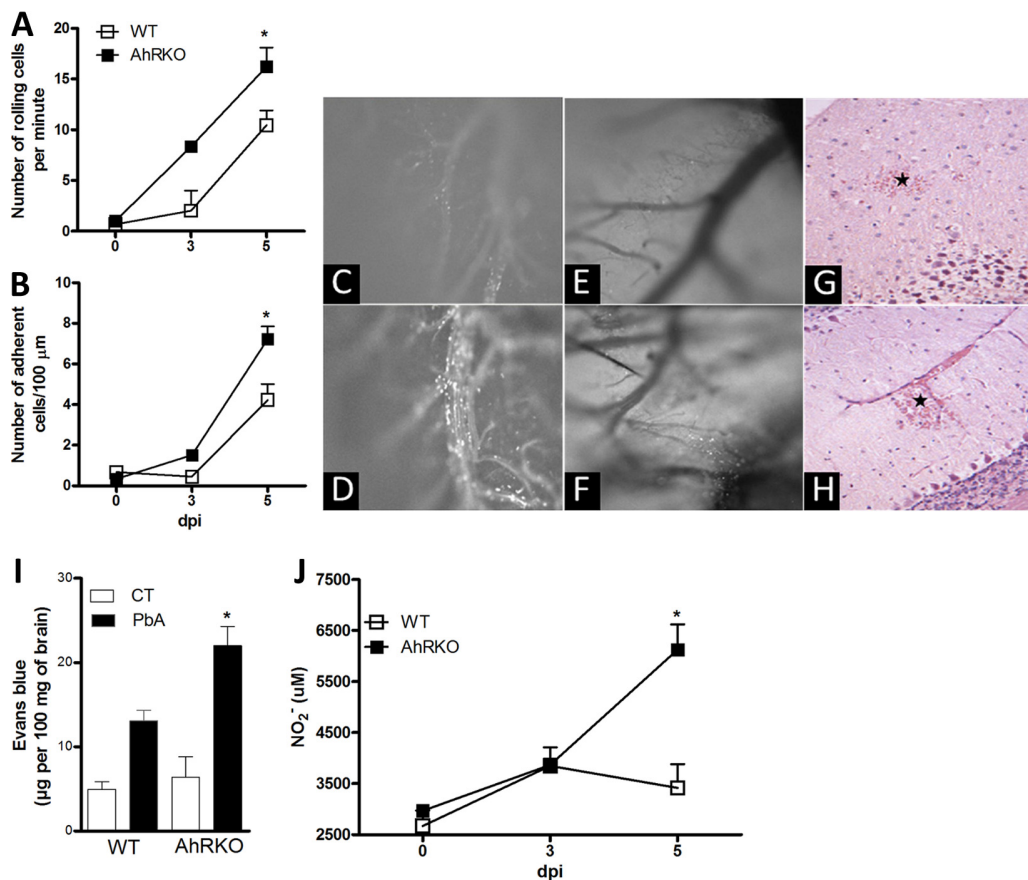 A
Number of rolling cells
per minute
20
15
10
5
0
WT
AhRKO
*
0 3 5
B
Number of adherent
cells/100 μm
10
8
6
4
2
0
*
0 3 5
dpi
C
E
G
D
F
H
I
Evans blue
(μg per 100 mg of brain)
30
20
10
0
CT
PbA
*
WT AhRKO
J
NO2- (uM)
7500
6500
5500
4500
3500
2500
WT
AhRKO
*
0 3 5
dpi